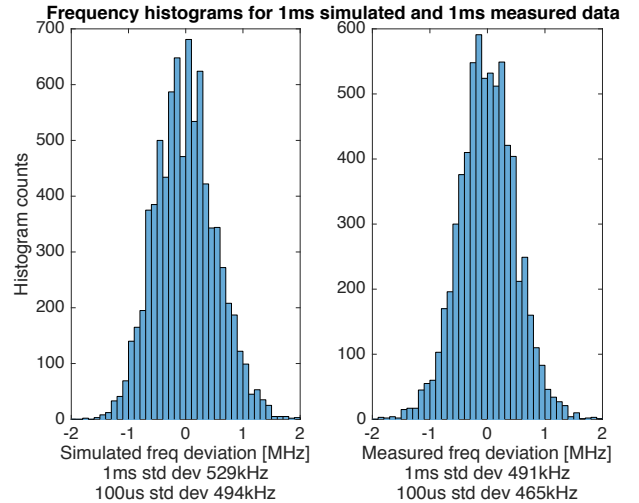 Frequency histograms for 1ms simulated and 1ms measured data
700
600
500
400
300
200
100
0
Histogram counts
-2 -1 0 1 2
Simulated freq deviation [MHz]
1ms std dev 529kHz
100us std dev 494kHz
600
500
400
300
200
100
0
-2 -1 0 1 2
Measured freq deviation [MHz]
1ms std dev 491kHz
100us std dev 465kHz